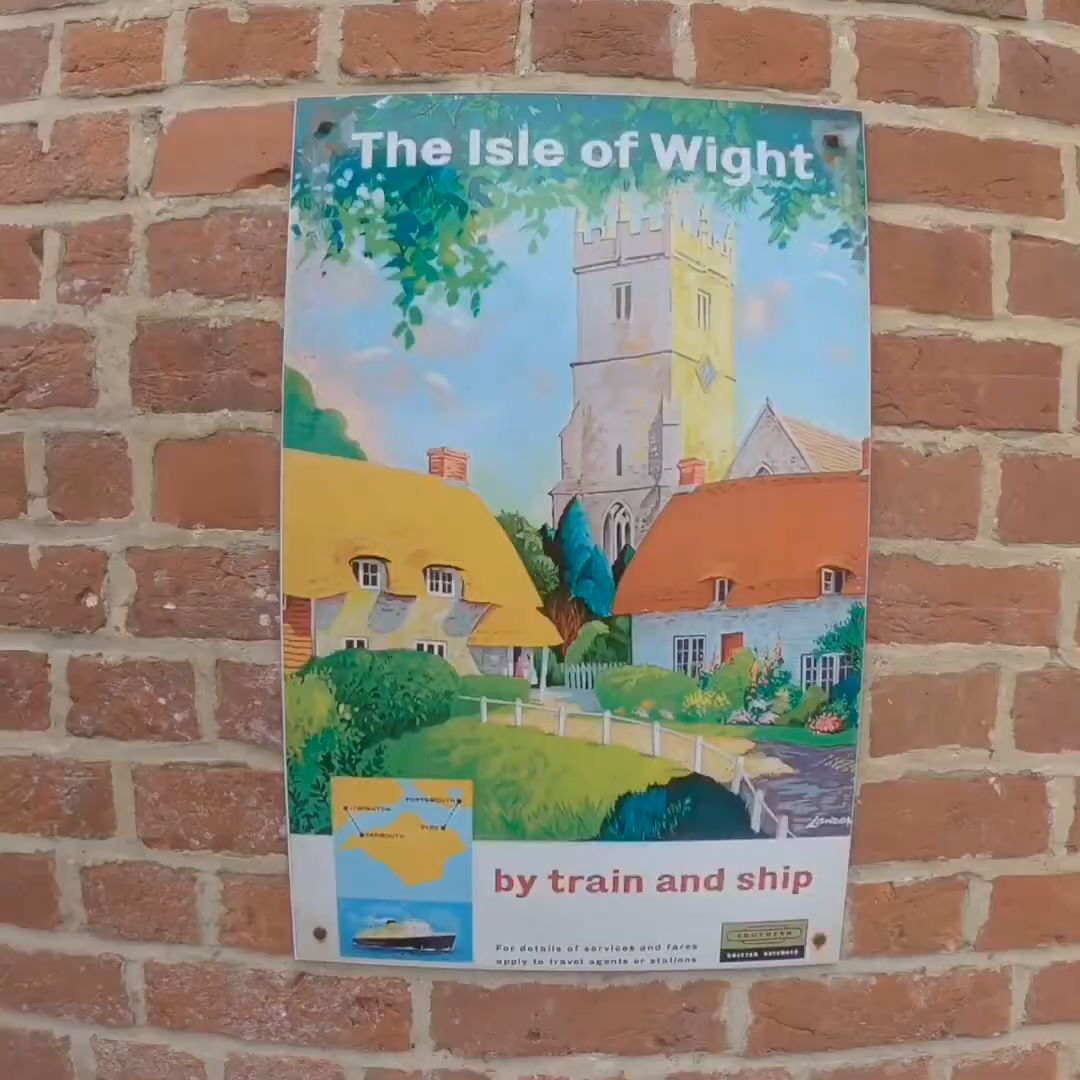 The Isle of Wight
PORTSMOUTH
LYMINGTON
RYDE
YARMOUTH
by train and ship
For details of services and fares
apply to travel agents or stations
SOUTHERN
BRITISH RAILWAYS